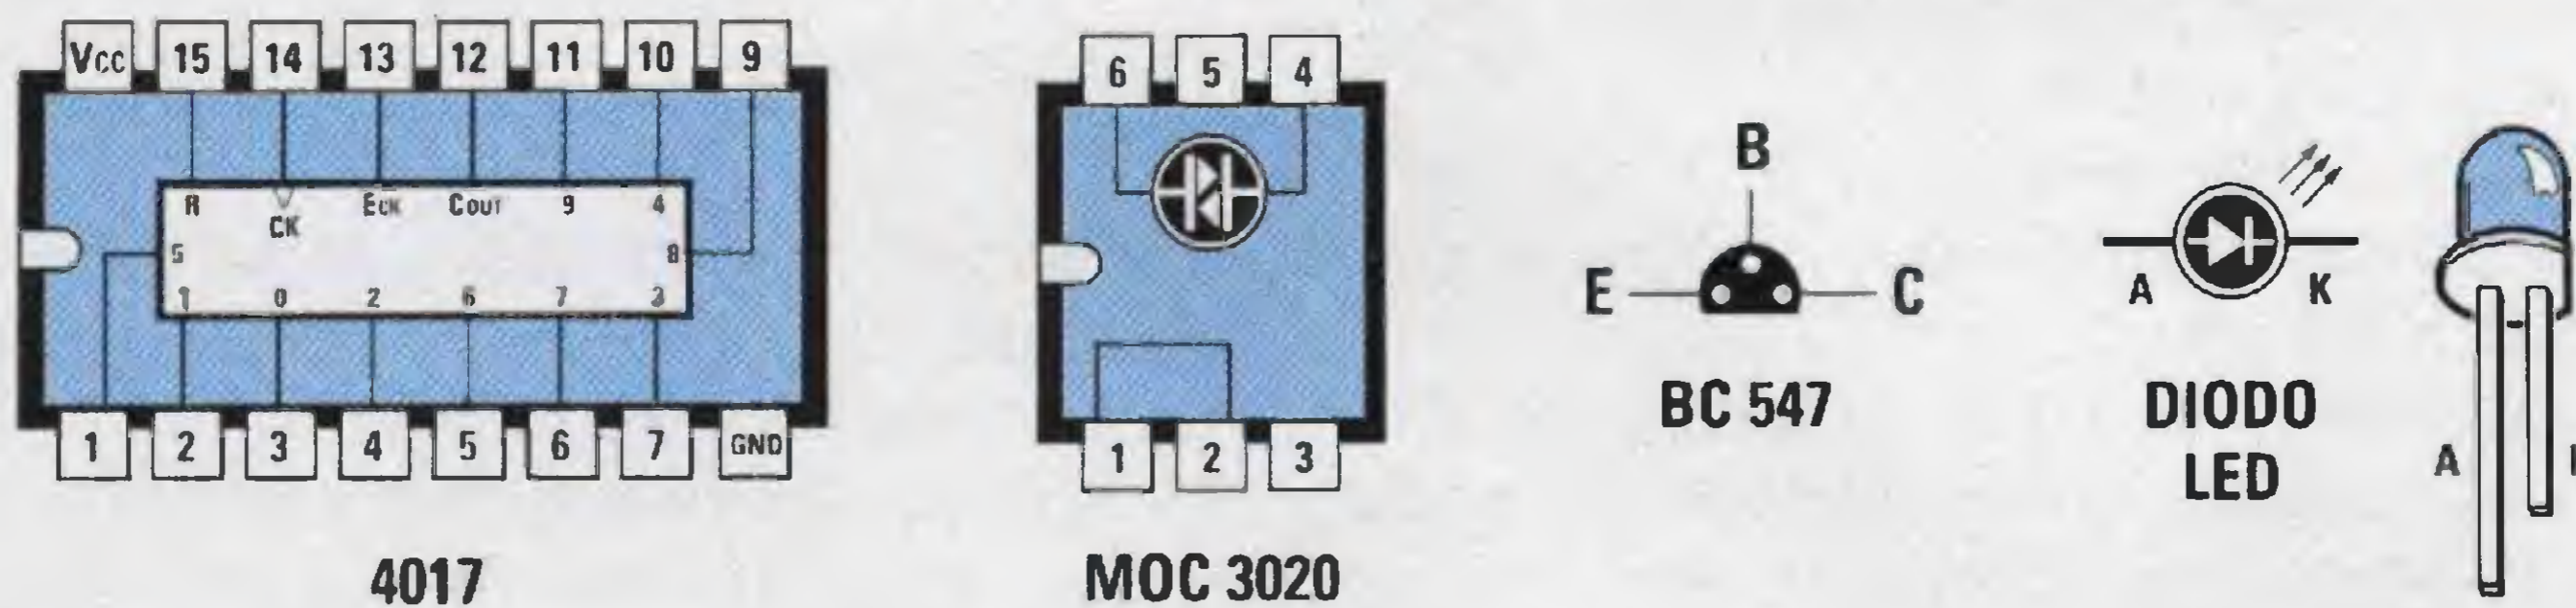 Vcc 15 14 13 12 11 10 9
R CK ECK COUT 9 4
5 8
1 0 2 6 7 3
1 2 3 4 5 6 7 GND
4017
6 5 4
1 2 3
MOC 3020
B
E C
BC 547
A K
DIODO
LED
A